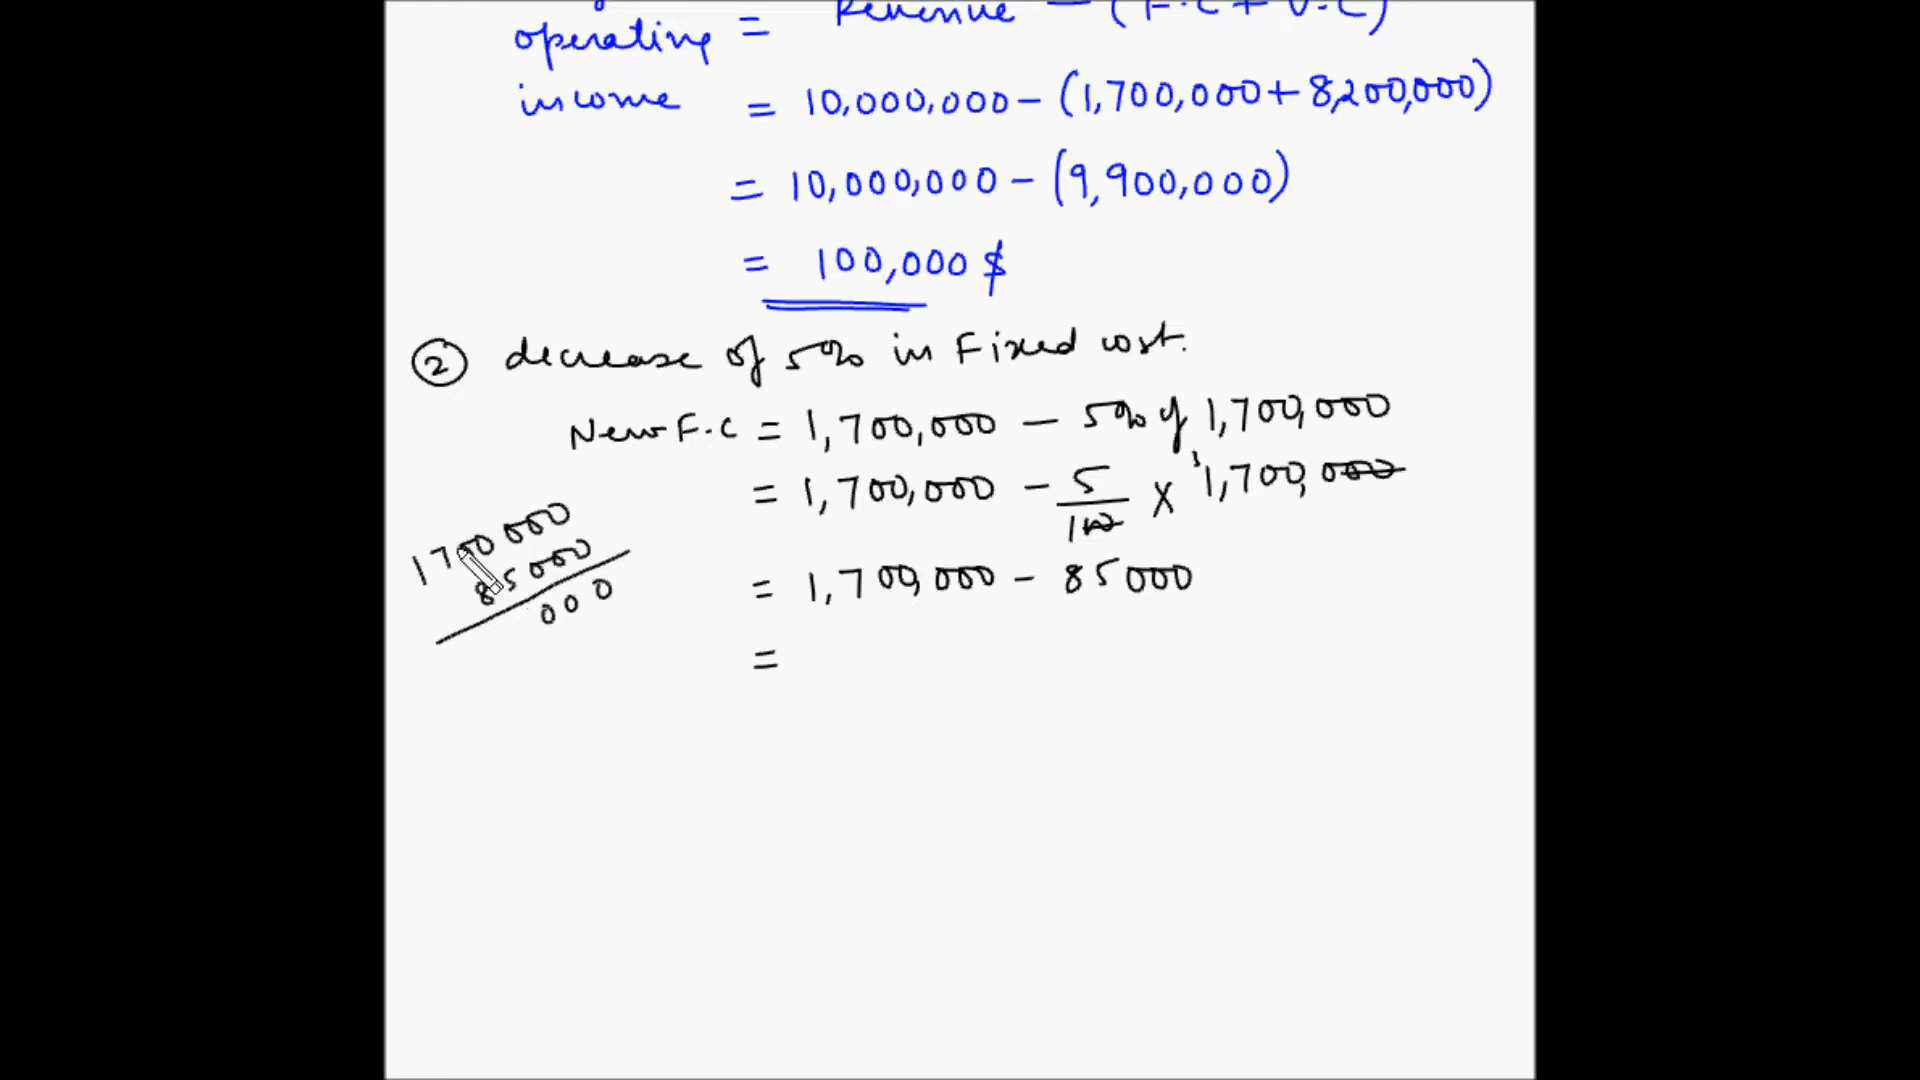 operating = Revenue - (F.C + V.C)
income = 10,000,000 - (1,700,000 + 8,200,000)
= 10,000,000 - (9,900,000)
= 100,000 $
② decrease of 5% in Fixed cost.
New F.C = 1,700,000 - 5% of 1,700,000
= 1,700,000 - 5/100 × 1,700,000
1700000
85000
000
= 1,700,000 - 85000
=